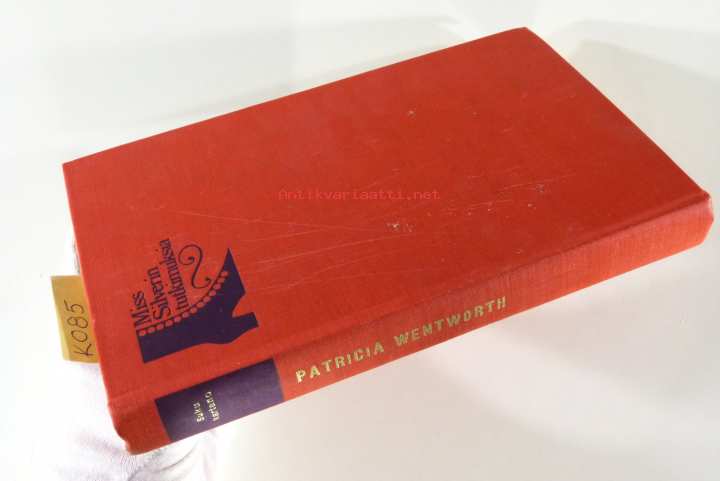 Antikvariaatti.net
Miss
Silverin
tutkimuksia
K085
PATRICIA WENTWORTH